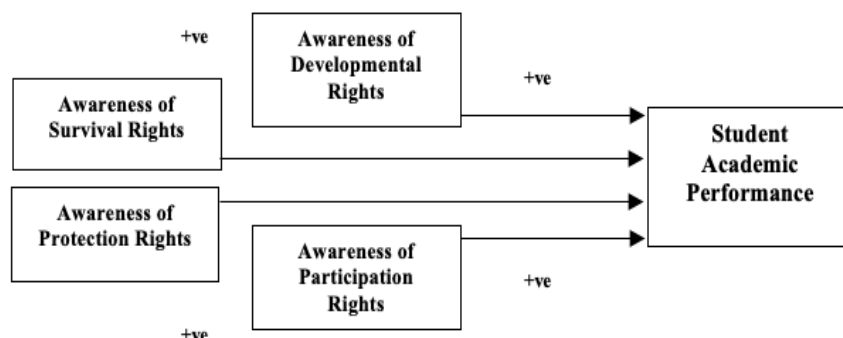 +ve
Awareness of
Developmental
Rights
+ve
Awareness of
Survival Rights
Student
Academic
Performance
Awareness of
Protection Rights
Awareness of
Participation
Rights
+ve
+ve